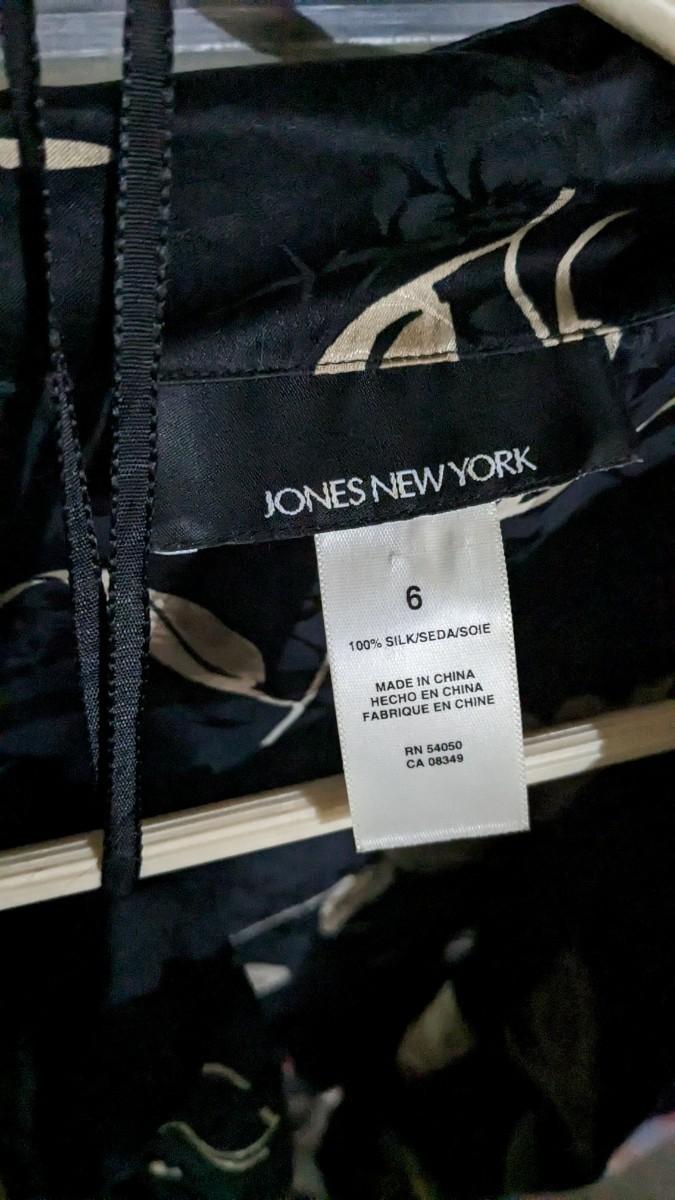 JONES NEW YORK
6
100% SILK/SEDA/SOIE
MADE IN CHINA
HECHO EN CHINA
FABRIQUE EN CHINE
RN 54050
CA 08349